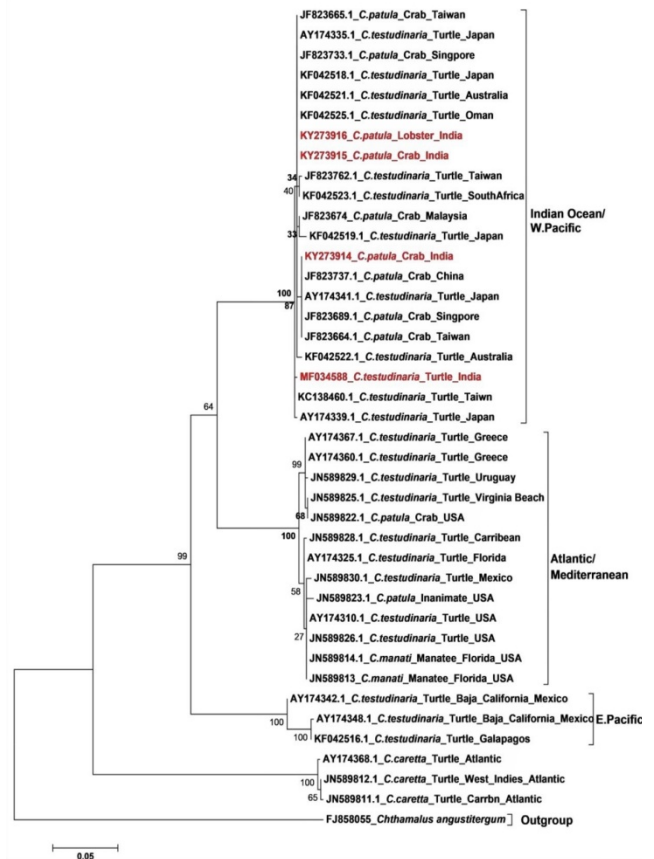 JF823665.1_C.patula_Crab_Taiwan
AY174335.1_C.testudinaria_Turtle_Japan
JF823733.1_C.patula_Crab_Singpore
KF042518.1_C.testudinaria_Turtle_Japan
KF042521.1_C.testudinaria_Turtle_Australia
KF042525.1_C.testudinaria_Turtle_Oman
KY273916_C.patula_Lobster_India
KY273915_C.patula_Crab_India
34
JF823762.1_C.testudinaria_Turtle_Taiwan
40
KF042523.1_C.testudinaria_Turtle_SouthAfrica
Indian Ocean/
W.Pacific
JF823674_C.patula_Crab_Malaysia
33
KF042519.1_C.testudinaria_Turtle_Japan
KY273914_C.patula_Crab_India
JF823737.1_C.patula_Crab_China
100
AY174341.1_C.testudinaria_Turtle_Japan
87
JF823689.1_C.patula_Crab_Singpore
JF823664.1_C.patula_Crab_Taiwan
KF042522.1_C.testudinaria_Turtle_Australia
MF034588_C.testudinaria_Turtle_India
KC138460.1_C.testudinaria_Turtle_Taiwn
64
AY174339.1_C.testudinaria_Turtle_Japan
AY174367.1_C.testudinaria_Turtle_Greece
AY174360.1_C.testudinaria_Turtle_Greece
99
JN589829.1_C.testudinaria_Turtle_Uruguay
JN589825.1_C.testudinaria_Turtle_Virginia Beach
68
JN589822.1_C.patula_Crab_USA
100
JN589828.1_C.testudinaria_Turtle_Carribean
99
AY174325.1_C.testudinaria_Turtle_Florida
Atlantic/
Mediterranean
JN589830.1_C.testudinaria_Turtle_Mexico
58
JN589823.1_C.patula_Inanimate_USA
AY174310.1_C.testudinaria_Turtle_USA
27
JN589826.1_C.testudinaria_Turtle_USA
JN589814.1_C.manati_Manatee_Florida_USA
JN589813_C.manati_Manatee_Florida_USA
AY174342.1_C.testudinaria_Turtle_Baja_California_Mexico
100
AY174348.1_C.testudinaria_Turtle_Baja_California_Mexico
E.Pacific
100
KF042516.1_C.testudinaria_Turtle_Galapagos
AY174368.1_C.caretta_Turtle_Atlantic
100
JN589812.1_C.caretta_Turtle_West_Indies_Atlantic
65
JN589811.1_C.caretta_Turtle_Carrbn_Atlantic
FJ858055_Chthamalus angustitergum
Outgroup
0.05